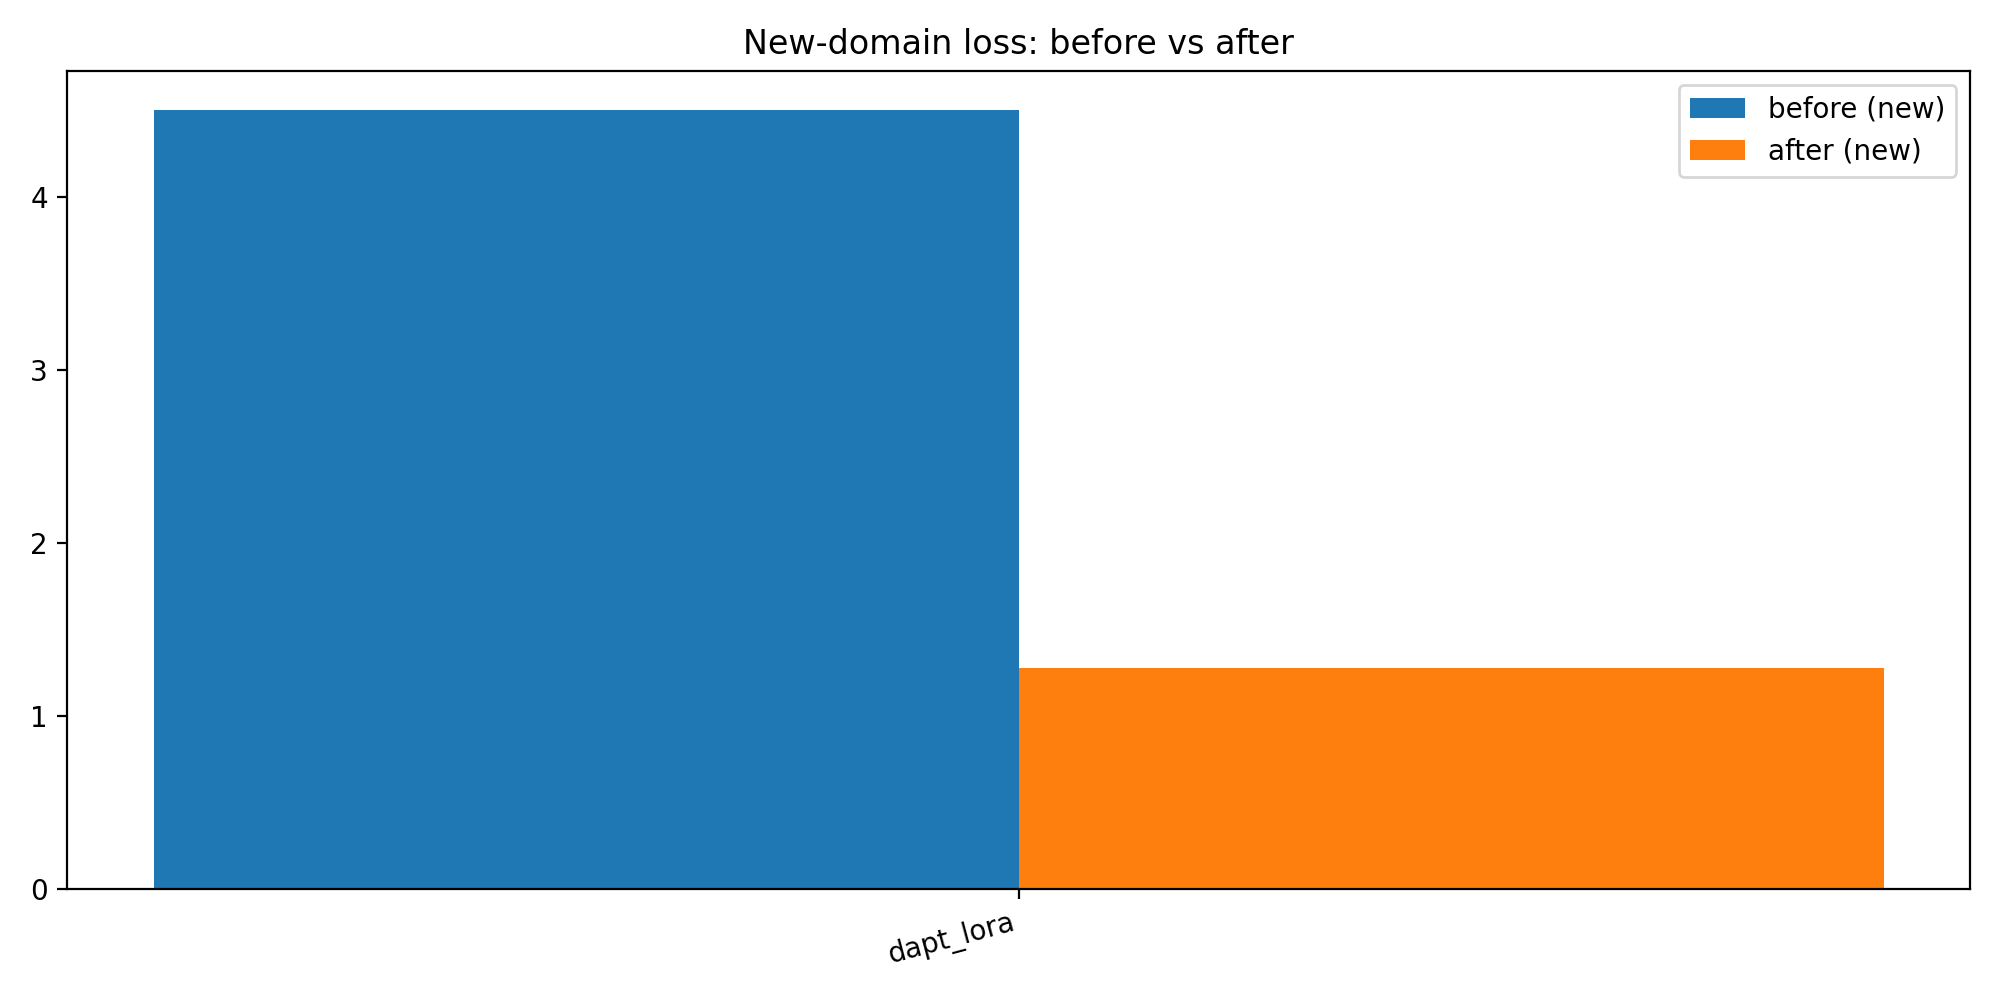 New-domain loss: before vs after
before (new)
after (new)
4
3
2
1
0
dapt_lora